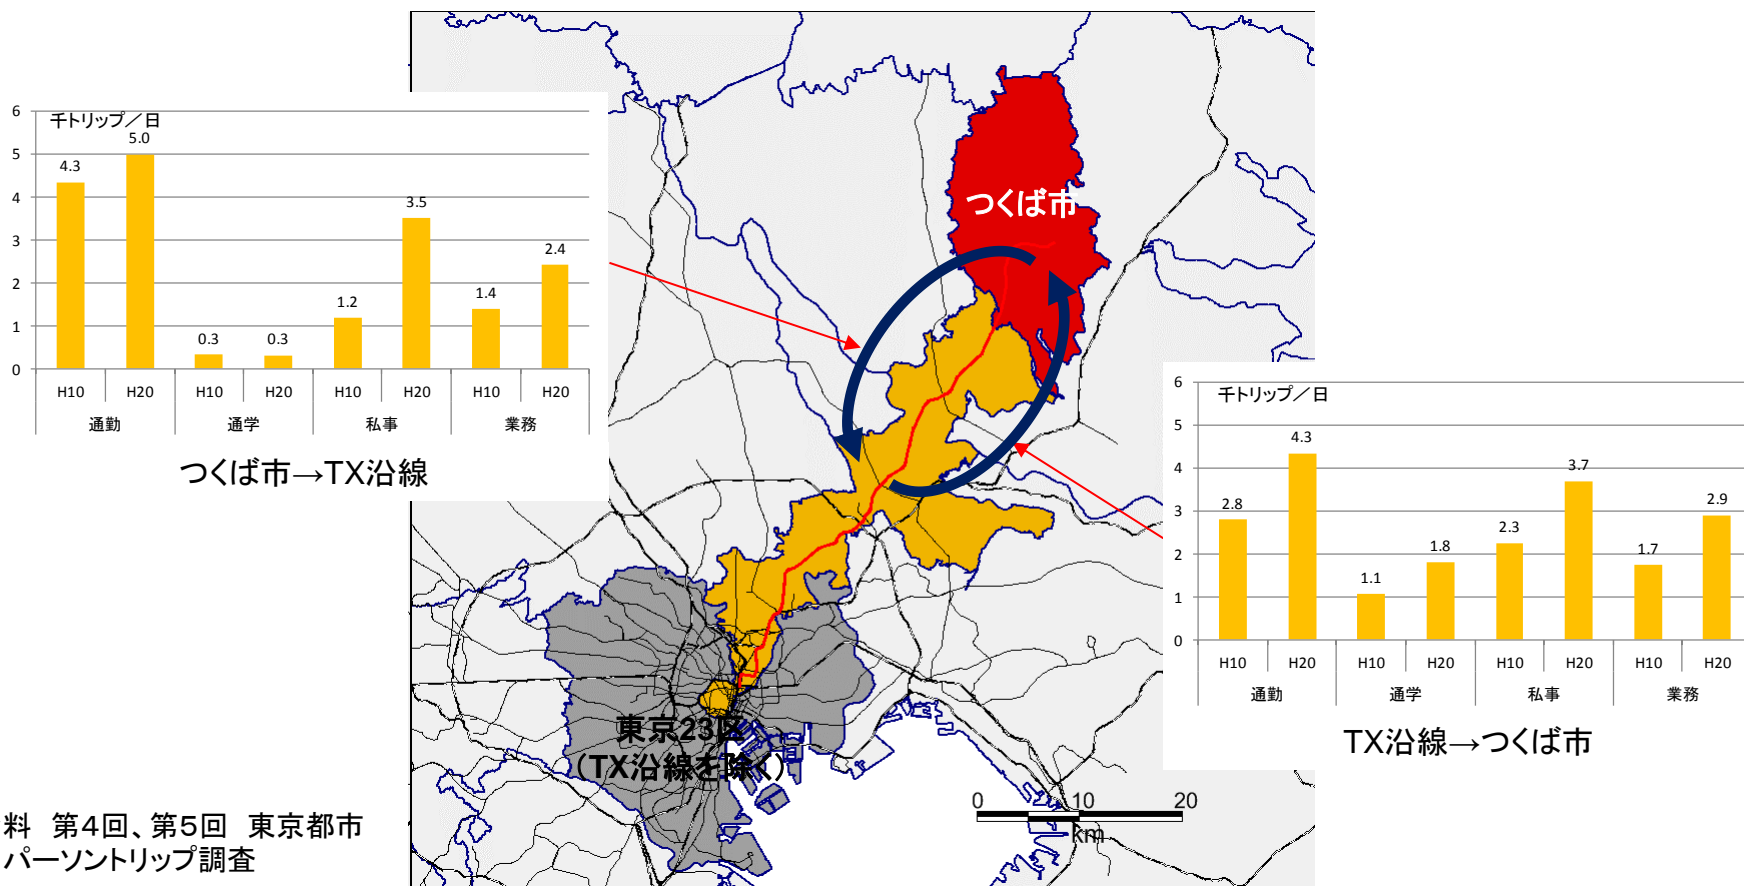 千トリップ／日
6
5
4
3
2
1
0
4.3
5.0
0.3
0.3
1.2
3.5
1.4
2.4
H10 H20 H10 H20 H10 H20 H10 H20
通勤 通学 私事 業務
つくば市→TX沿線
つくば市
千トリップ／日
6
5
4
3
2
1
0
2.8
4.3
1.1
1.8
2.3
3.7
1.7
2.9
H10 H20 H10 H20 H10 H20 H10 H20
通勤 通学 私事 業務
TX沿線→つくば市
東京23区
（TX沿線を除く）
0 10 20
km
料 第４回、第５回 東京都市
パーソントリップ調査